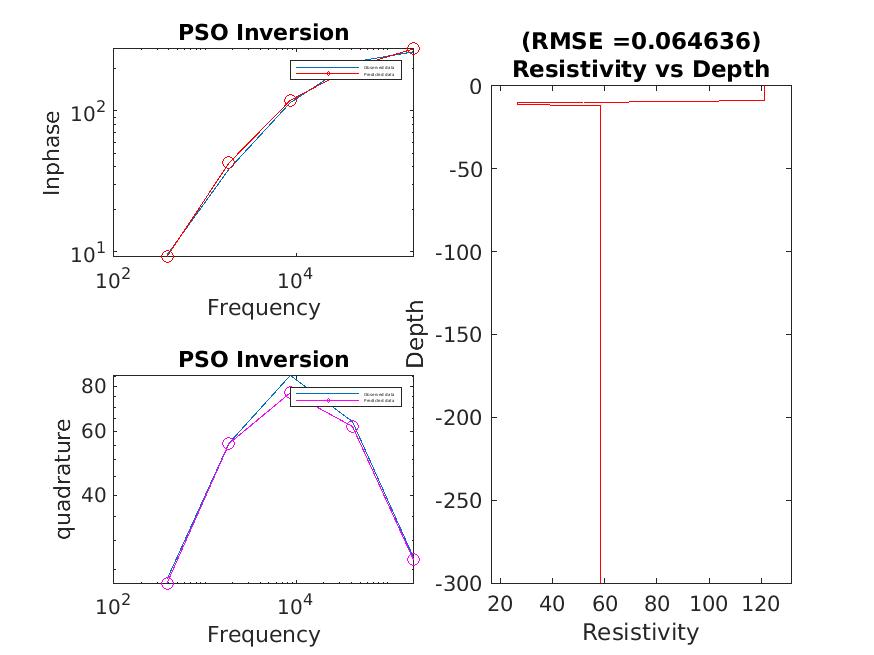 PSO Inversion
Observed data
Predicted data
10^2
10^1
Inphase
10^2
10^4
Frequency
PSO Inversion
Observed data
Predicted data
80
60
40
quadrature
10^2
10^4
Frequency
(RMSE =0.064636)
Resistivity vs Depth
0
-50
-100
-150
-200
-250
-300
Depth
20
40
60
80
100
120
Resistivity